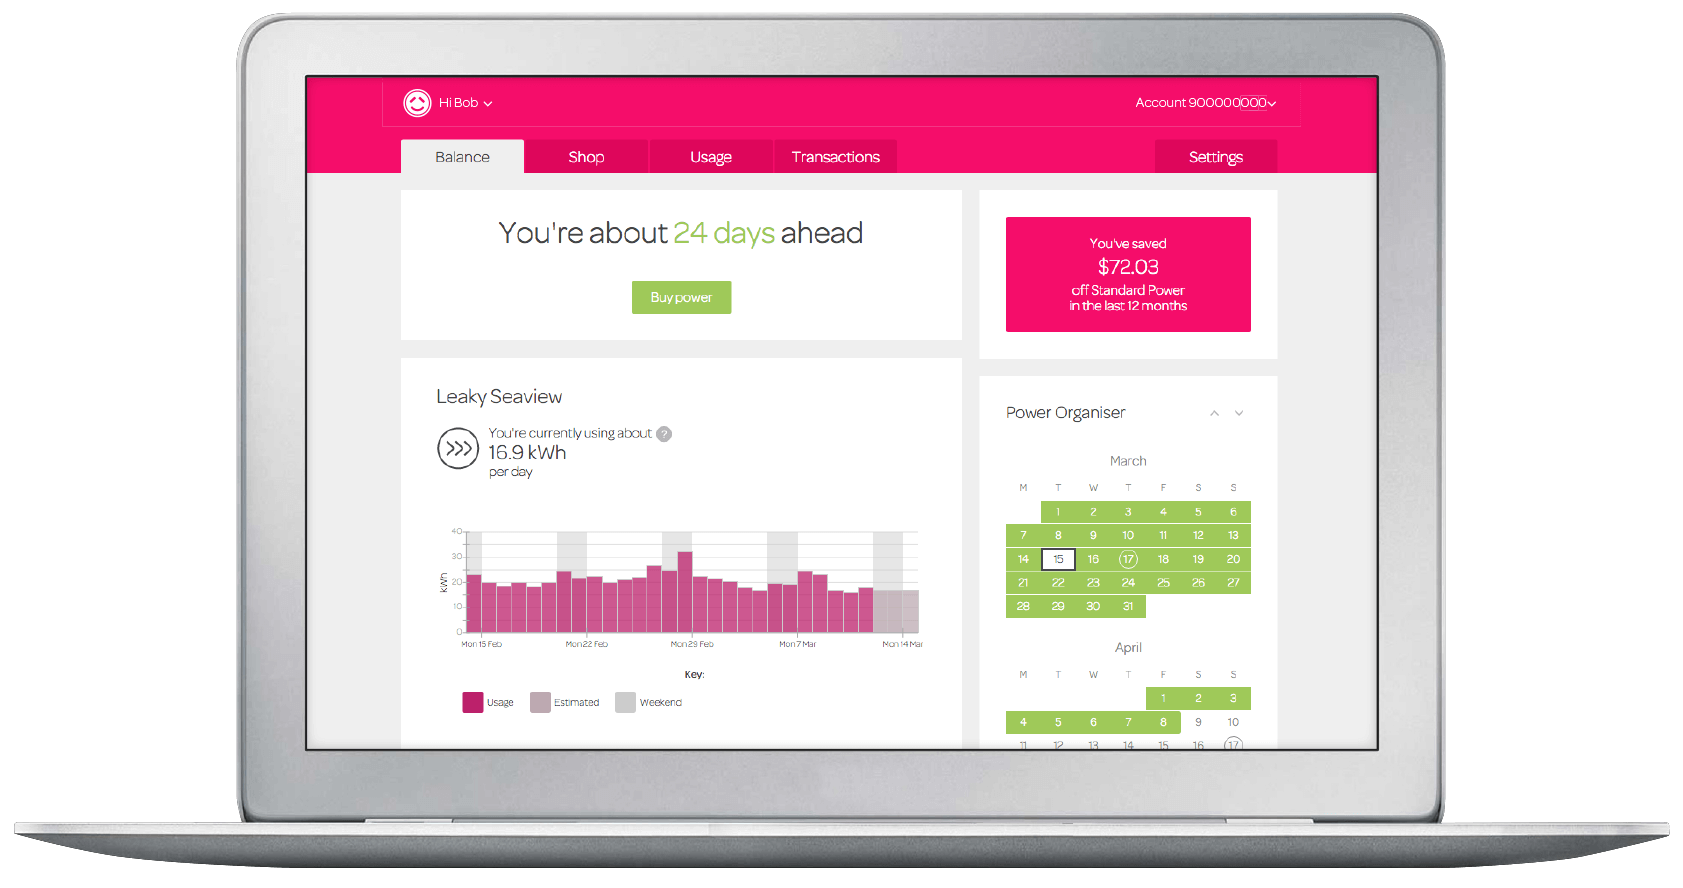 Hi Bob
Account 900000000
Balance
Shop
Usage
Transactions
Settings
You're about 24 days ahead
Buy power
You've saved
$72.03
off Standard Power
in the last 12 months
Leaky Seaview
You're currently using about ?
16.9 kWh
per day
kWh
40
30
20
10
0
Mon 15 Feb
Mon 22 Feb
Mon 29 Feb
Mon 7 Mar
Mon 14 Mar
Key:
Usage
Estimated
Weekend
Power Organiser
March
M T W T F S S
1 2 3 4 5 6
7 8 9 10 11 12 13
14 15 16 17 18 19 20
21 22 23 24 25 26 27
28 29 30 31
April
M T W T F S S
1 2 3
4 5 6 7 8 9 10
11 12 13 14 15 16 17